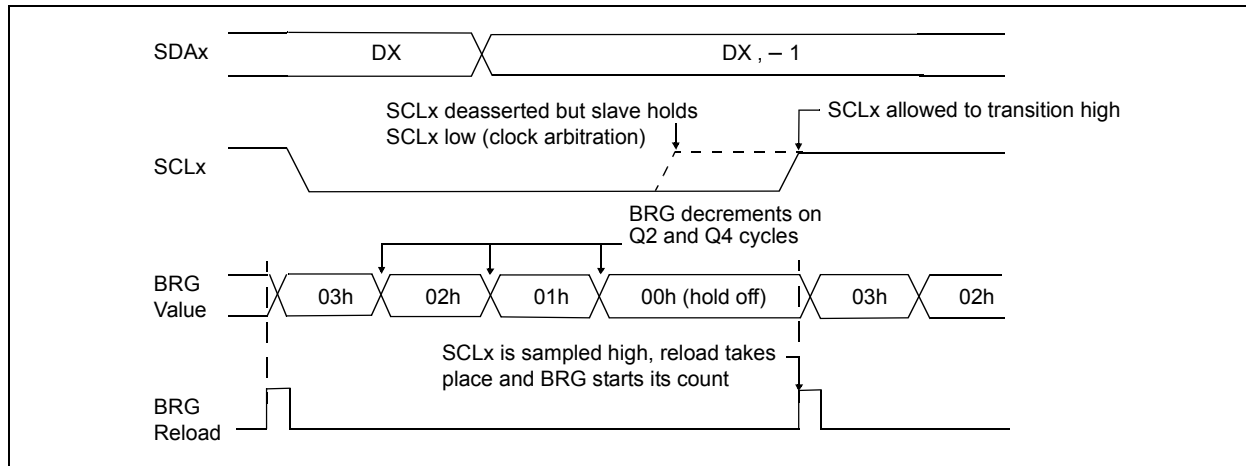 SDAx
DX
DX , – 1
SCLx deasserted but slave holds
SCLx low (clock arbitration)
SCLx allowed to transition high
SCLx
BRG decrements on
Q2 and Q4 cycles
BRG
Value
03h
02h
01h
00h (hold off)
03h
02h
SCLx is sampled high, reload takes
place and BRG starts its count
BRG
Reload